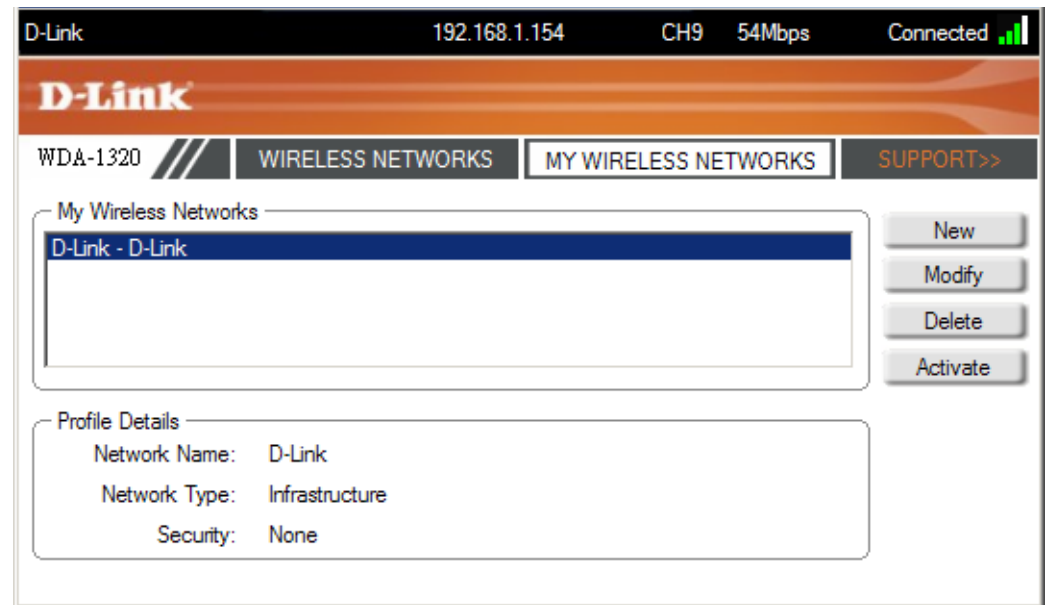 D-Link 192.168.1.154 CH9 54Mbps Connected
D-Link
WDA-1320 WIRELESS NETWORKS MY WIRELESS NETWORKS SUPPORT>>
My Wireless Networks
D-Link - D-Link
New
Modify
Delete
Activate
Profile Details
Network Name: D-Link
Network Type: Infrastructure
Security: None